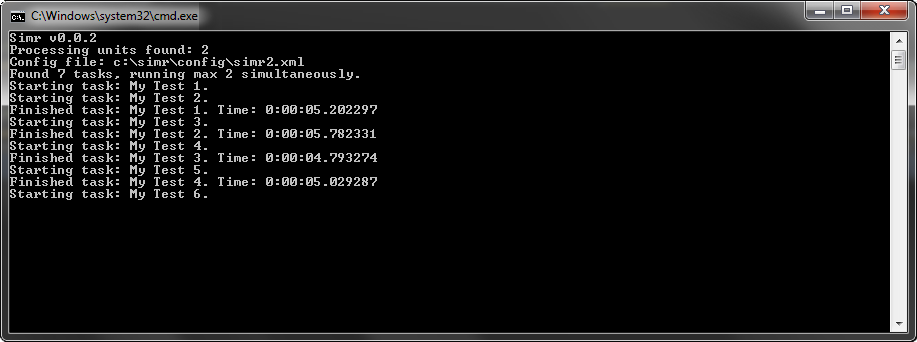 C:\Windows\system32\cmd.exe
Simr v0.0.2
Processing units found: 2
Config file: c:\simr\config\simr2.xml
Found 7 tasks, running max 2 simultaneously.
Starting task: My Test 1.
Starting task: My Test 2.
Finished task: My Test 1. Time: 0:00:05.202297
Starting task: My Test 3.
Finished task: My Test 2. Time: 0:00:05.782331
Starting task: My Test 4.
Finished task: My Test 3. Time: 0:00:04.793274
Starting task: My Test 5.
Finished task: My Test 4. Time: 0:00:05.029287
Starting task: My Test 6.